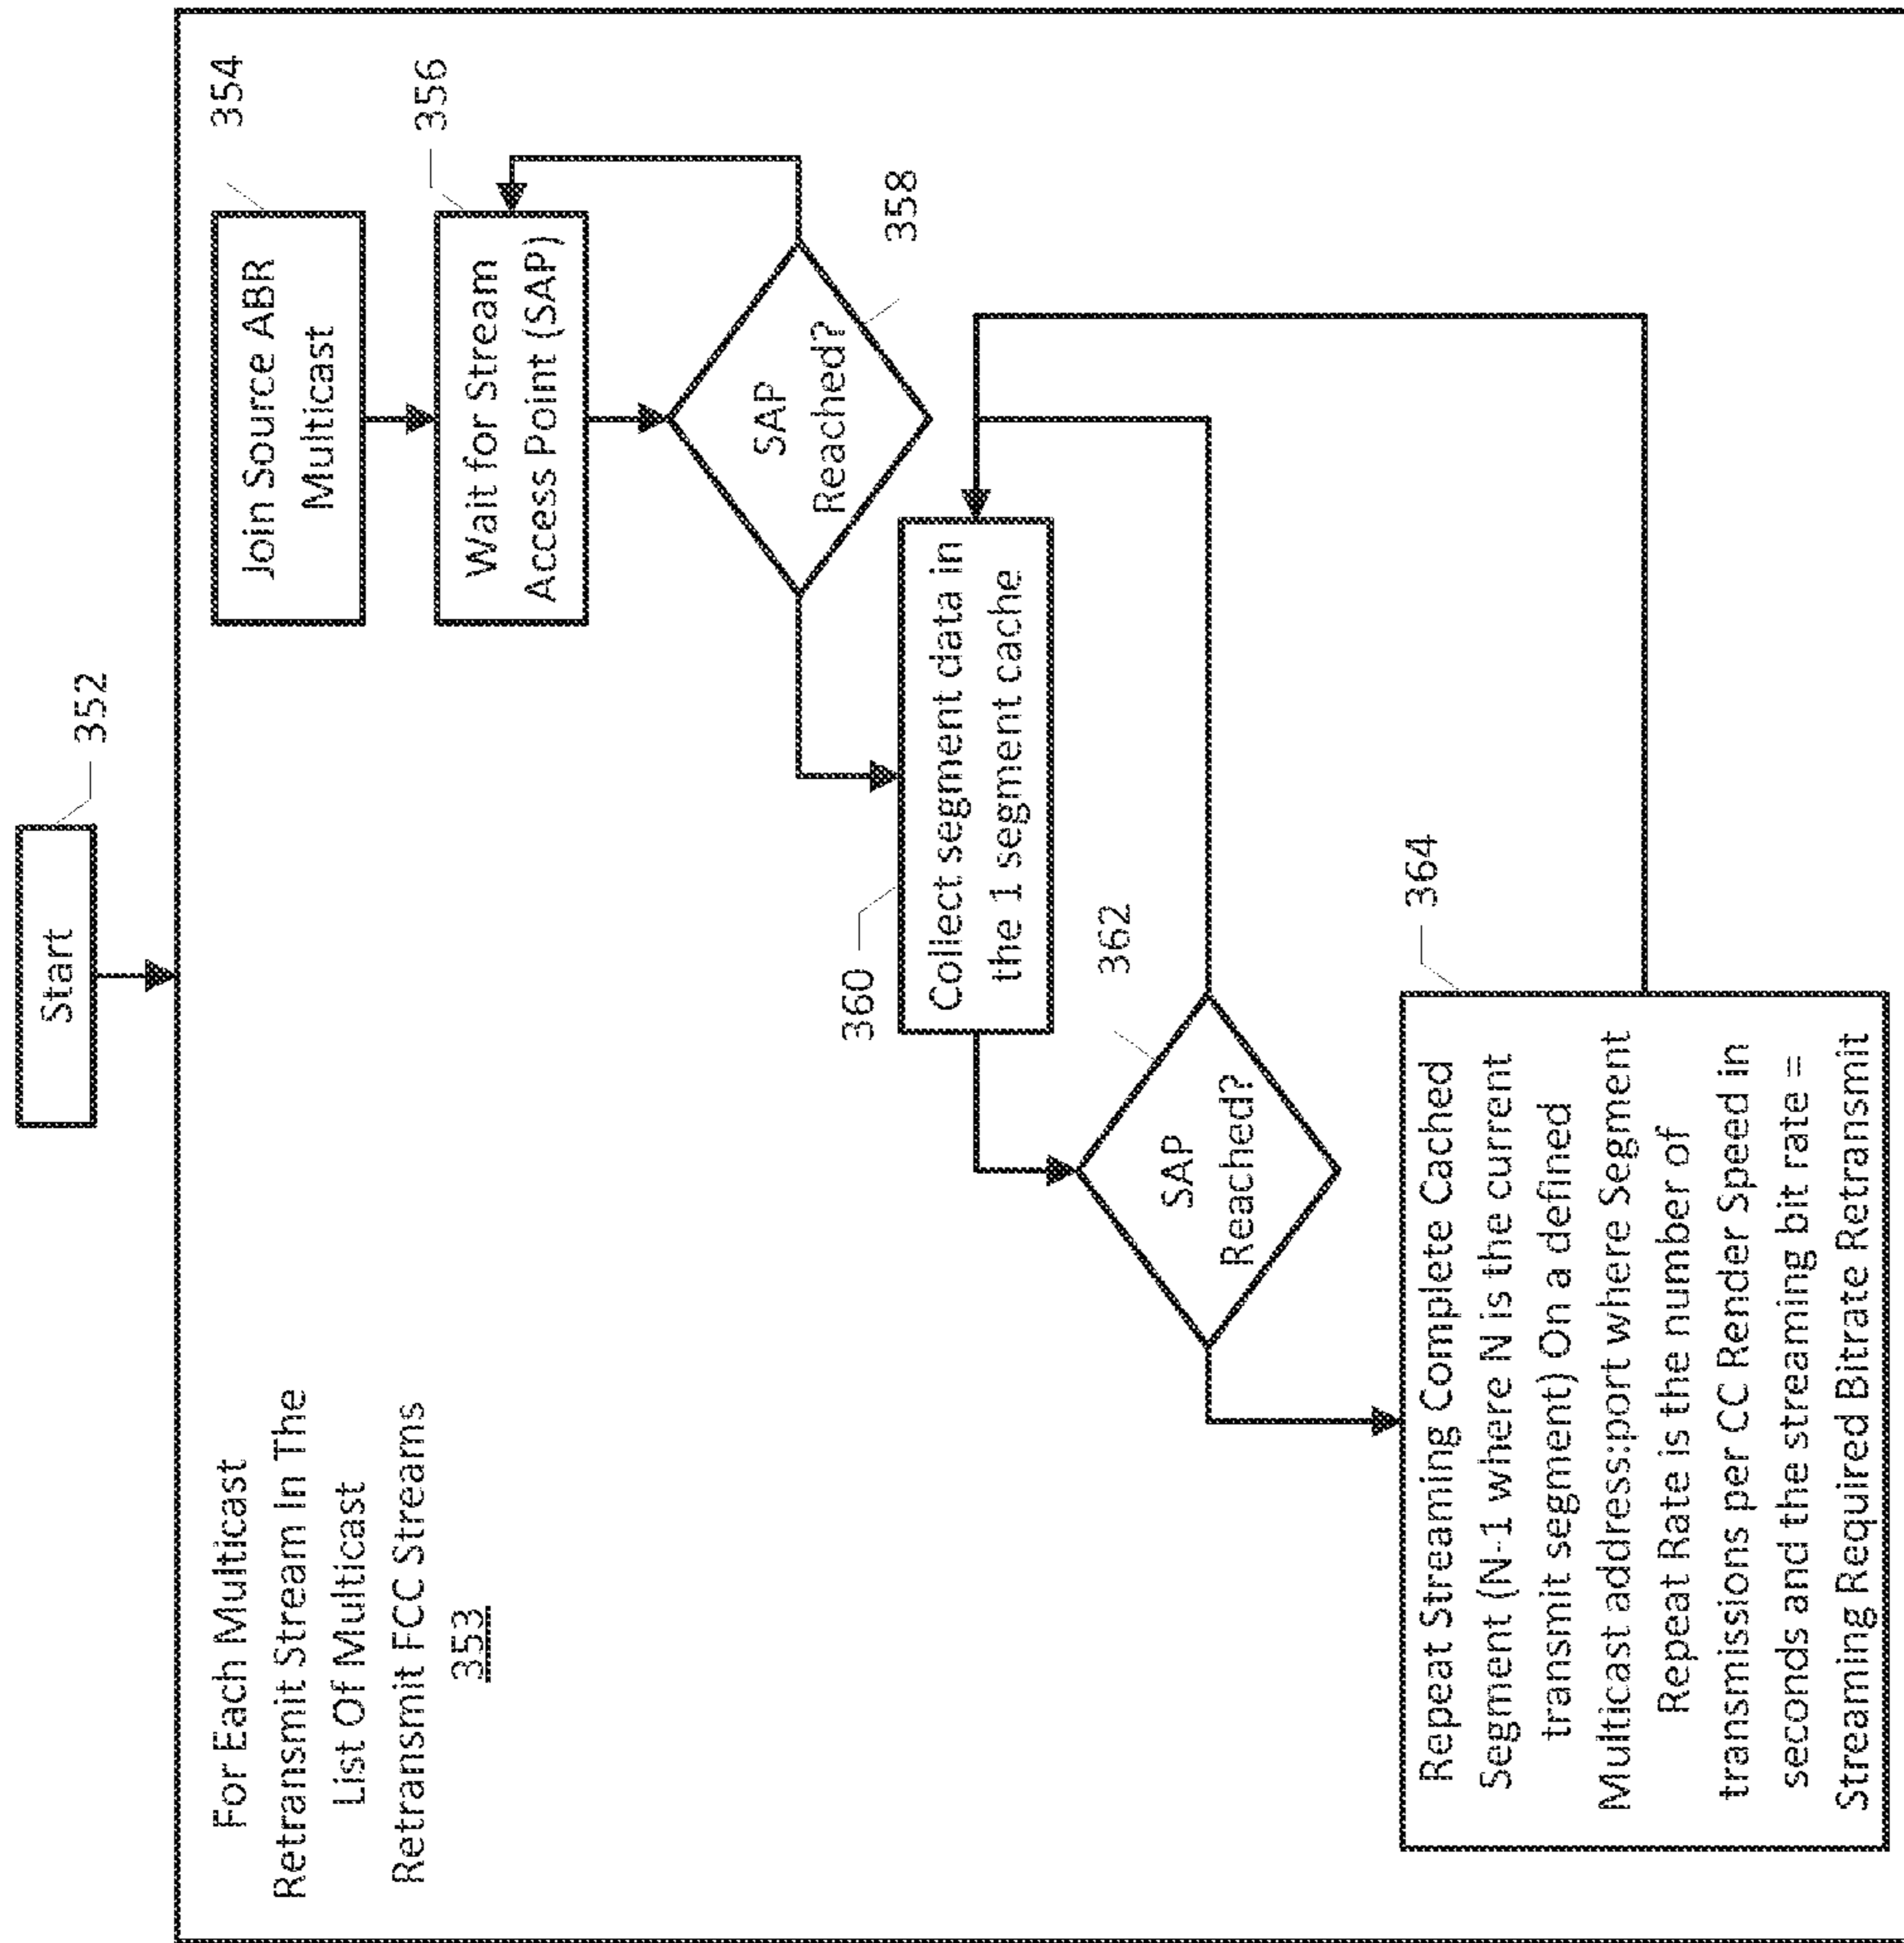 Start
352
For Each Multicast
Retransmit Stream In The
List Of Multicast
Retransmit FCC Streams
353
Join Source ABR
Multicast
354
Wait for Stream
Access Point (SAP)
356
SAP
Reached?
358
Collect segment data in
the 1 segment cache
360
SAP
Reached?
362
Repeat Streaming Complete Cached
Segment (N-1 where N is the current
transmit segment) On a defined
Multicast address:port where Segment
Repeat Rate is the number of
transmissions per CC Render Speed in
seconds and the streaming bit rate =
Streaming Required Bitrate Retransmit
364